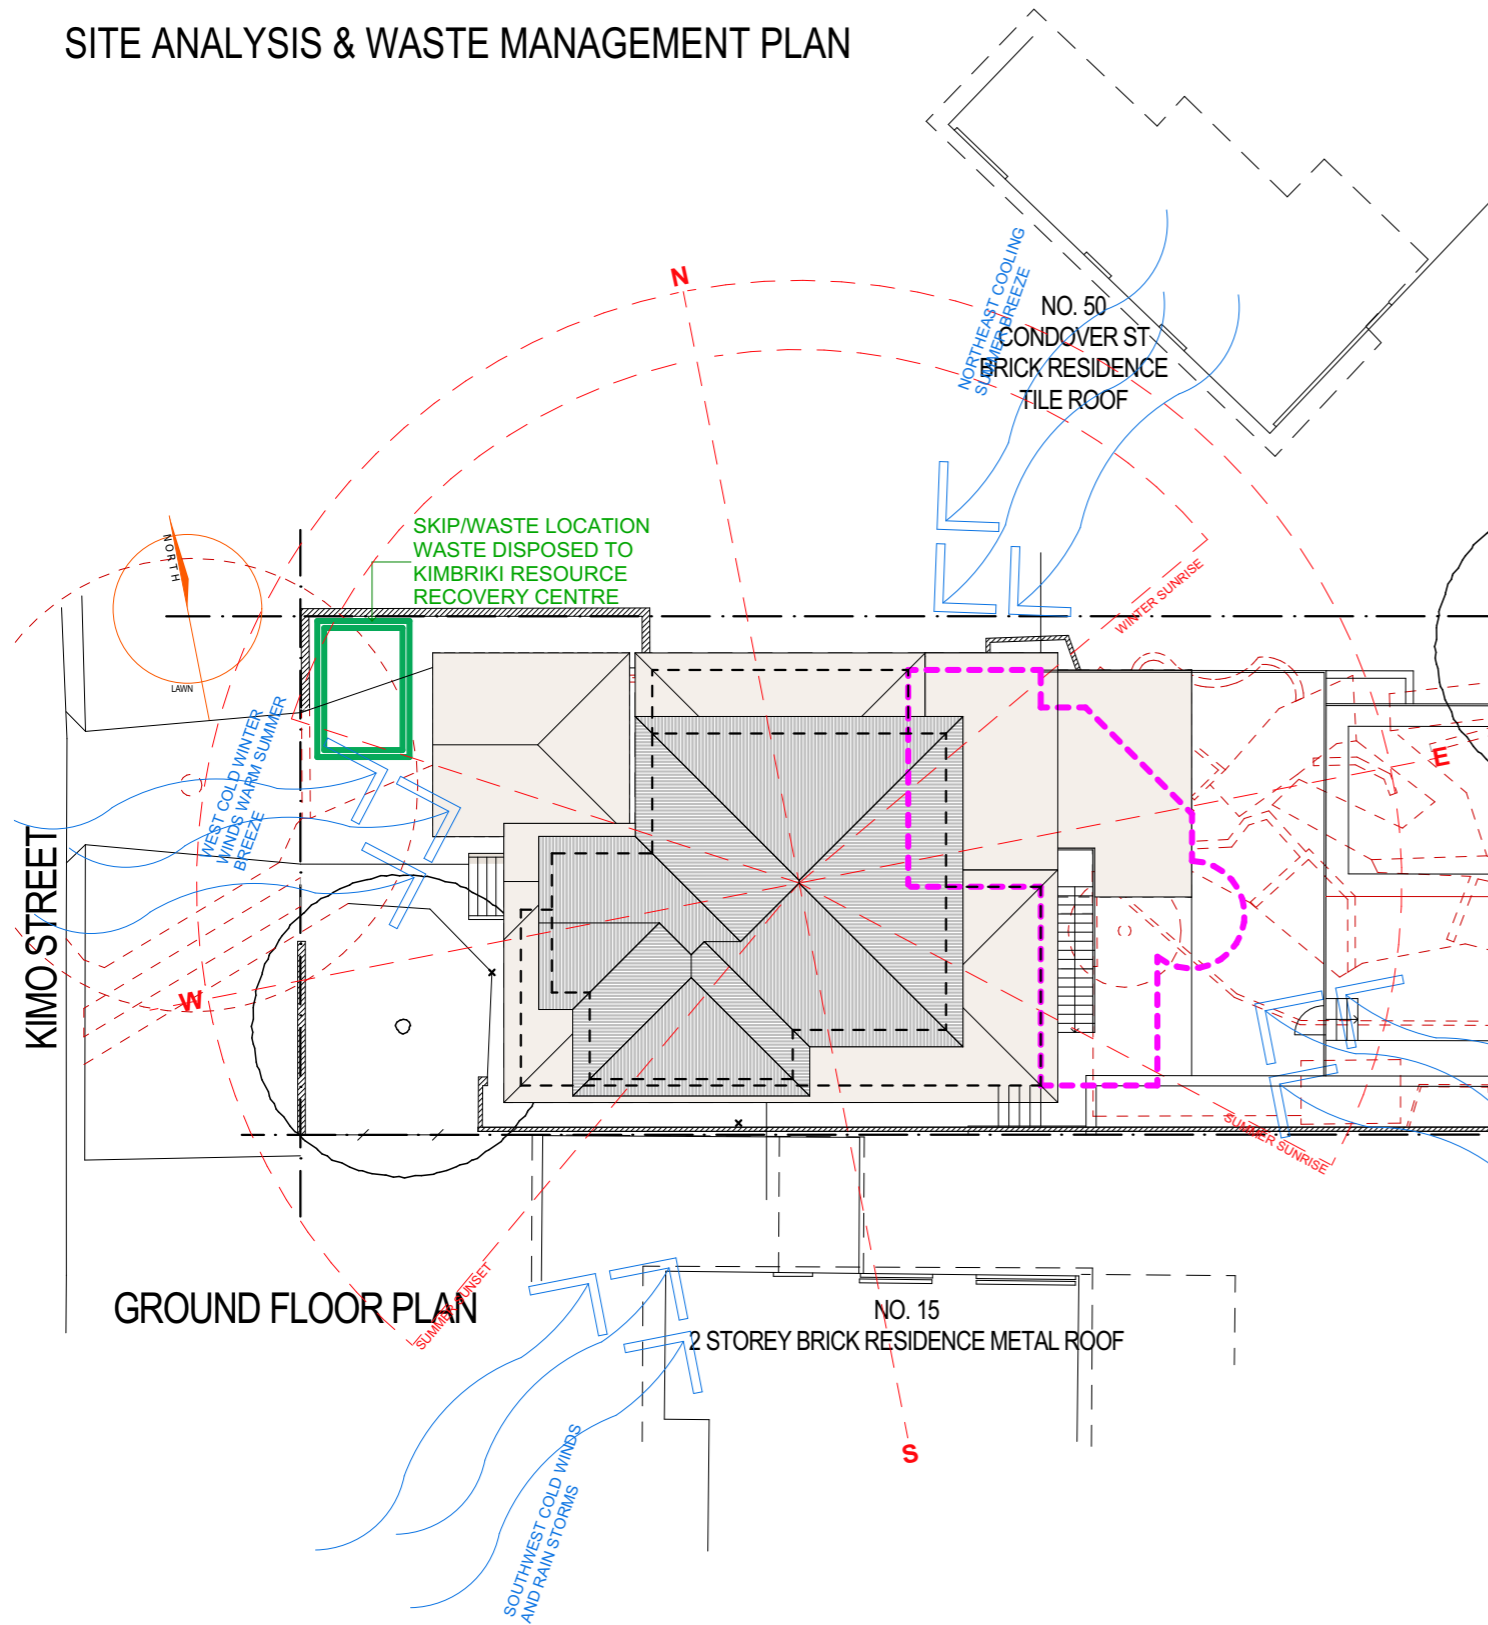 SITE ANALYSIS & WASTE MANAGEMENT PLAN
N
NORTHEAST COOLING
SUMMER BREEZE
NO. 50
CONDOVER ST
BRICK RESIDENCE
TILE ROOF
SKIP/WASTE LOCATION
WASTE DISPOSED TO
KIMBRIKI RESOURCE
RECOVERY CENTRE
NORTH
LAWN
WINTER SUNRISE
WEST COLD WINTER
WINDS WARM SUMMER
BREEZE
E
KIMO STREET
W
SUMMER SUNRISE
GROUND FLOOR PLAN
SUMMER SUNSET
NO. 15
2 STOREY BRICK RESIDENCE METAL ROOF
S
SOUTHWEST COLD WINDS
AND RAIN STORMS